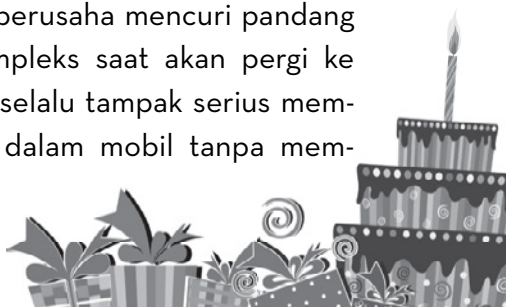 berusaha mencuri pandang
mpleks saat akan pergi ke
selalu tampak serius mem-
dalam mobil tanpa mem-